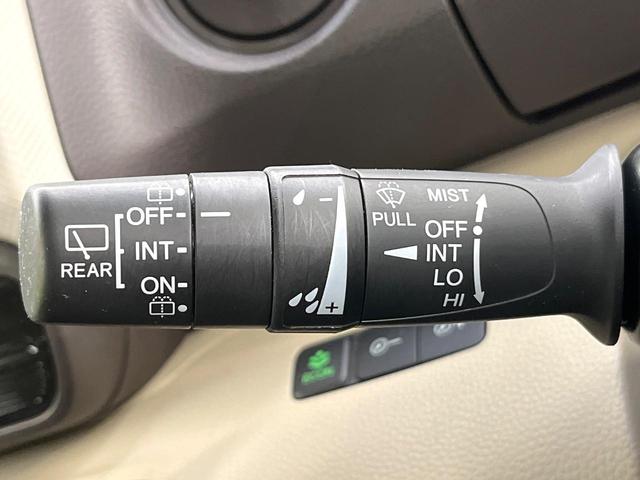 OFF
INT
REAR
ON
−
+
PULL
MIST
OFF
INT
LO
HI